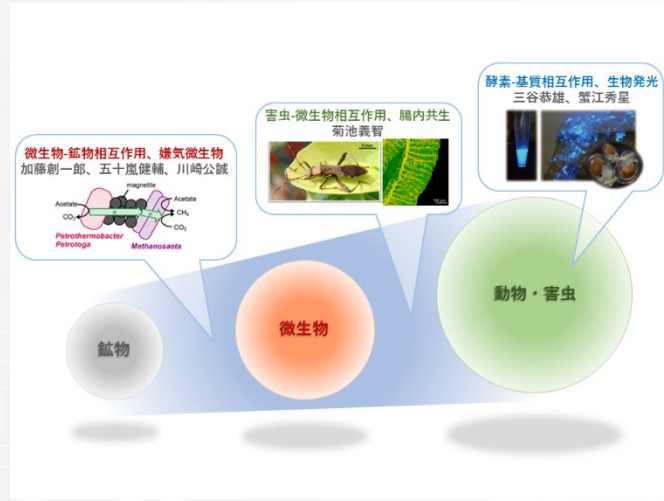 酵素-基質相互作用、生物発光
三谷恭雄、蟹江秀星
害虫-微生物相互作用、腸内共生
菊池義智
微生物-鉱物相互作用、嫌気微生物
加藤創一郎、五十嵐健輔、川﨑公誠
magnetite
Acetate
Acetate
CO₂
CH₄
CO₂
Petrothermobacter
Petrotoga
Methanosaeta
鉱物
微生物
動物・害虫